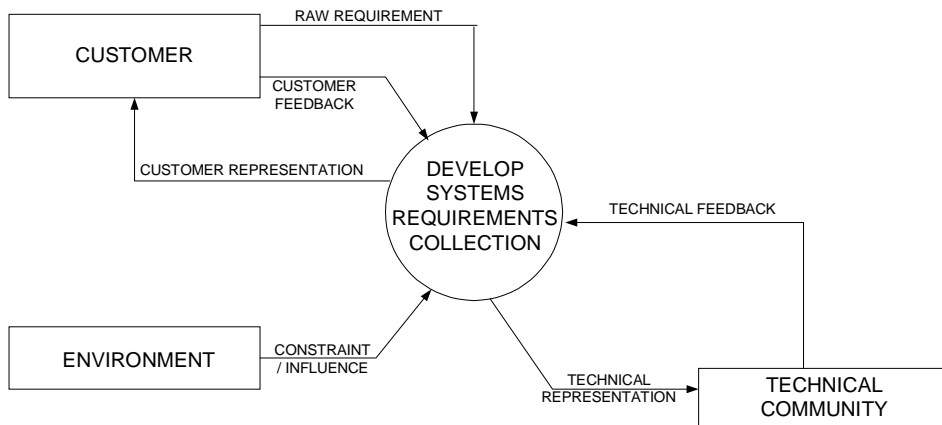 RAW REQUIREMENT
CUSTOMER
CUSTOMER
FEEDBACK
CUSTOMER REPRESENTATION
DEVELOP
SYSTEMS
REQUIREMENTS
COLLECTION
TECHNICAL FEEDBACK
ENVIRONMENT
CONSTRAINT
/ INFLUENCE
TECHNICAL
REPRESENTATION
TECHNICAL
COMMUNITY